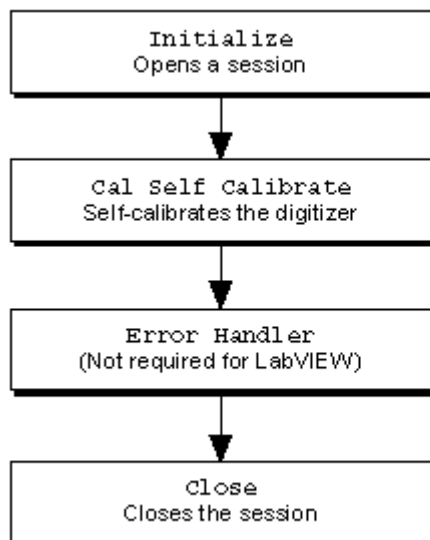 Initialize
Opens a session
Cal Self Calibrate
Self-calibrates the digitizer
Error Handler
(Not required for LabVIEW)
Close
Closes the session